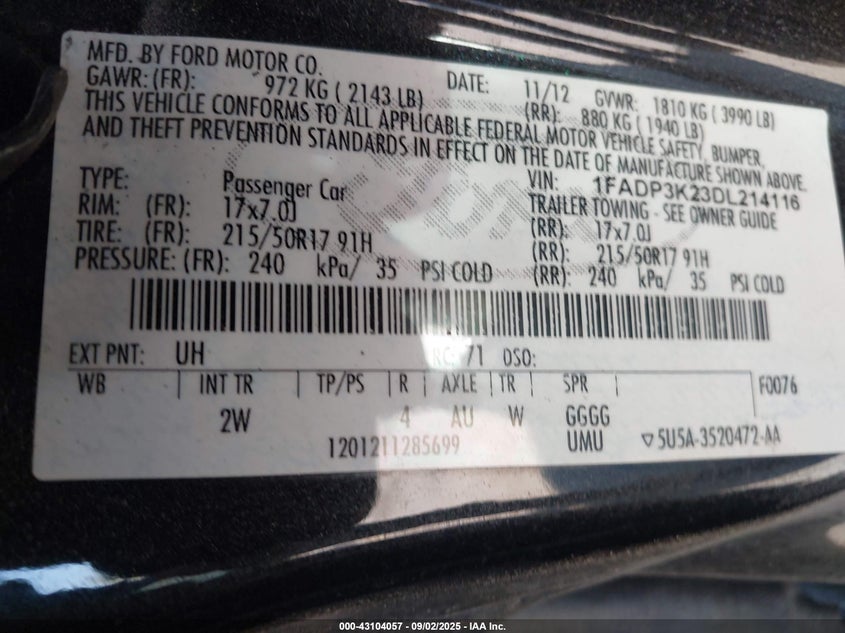 MFD. BY FORD MOTOR CO.
DATE: 11/12 GVWR: 1810 KG ( 3990 LB)
GAWR: (FR): 972 KG ( 2143 LB) (RR): 880 KG ( 1940 LB)
THIS VEHICLE CONFORMS TO ALL APPLICABLE FEDERAL MOTOR VEHICLE SAFETY, BUMPER,
AND THEFT PREVENTION STANDARDS IN EFFECT ON THE DATE OF MANUFACTURE SHOWN ABOVE.
VIN: 1FADP3K23DL214116
TYPE: Passenger Car TRAILER TOWING - SEE OWNER GUIDE
RIM: (FR): 17x7.0J (RR): 17x7.0J
TIRE: (FR): 215/50R17 91H (RR): 215/50R17 91H
PRESSURE: (FR): 240 kPa/ 35 PSI COLD (RR): 240 kPa/ 35 PSI COLD
EXT PNT: UH RC: 71 DSO:
WB INT TR TP/PS R AXLE TR SPR F0076
2W 4 AU W GGGG
1201211285699 UMU 5U5A-3520472-AA
000-43104057 - 09/02/2025 - IAA Inc.